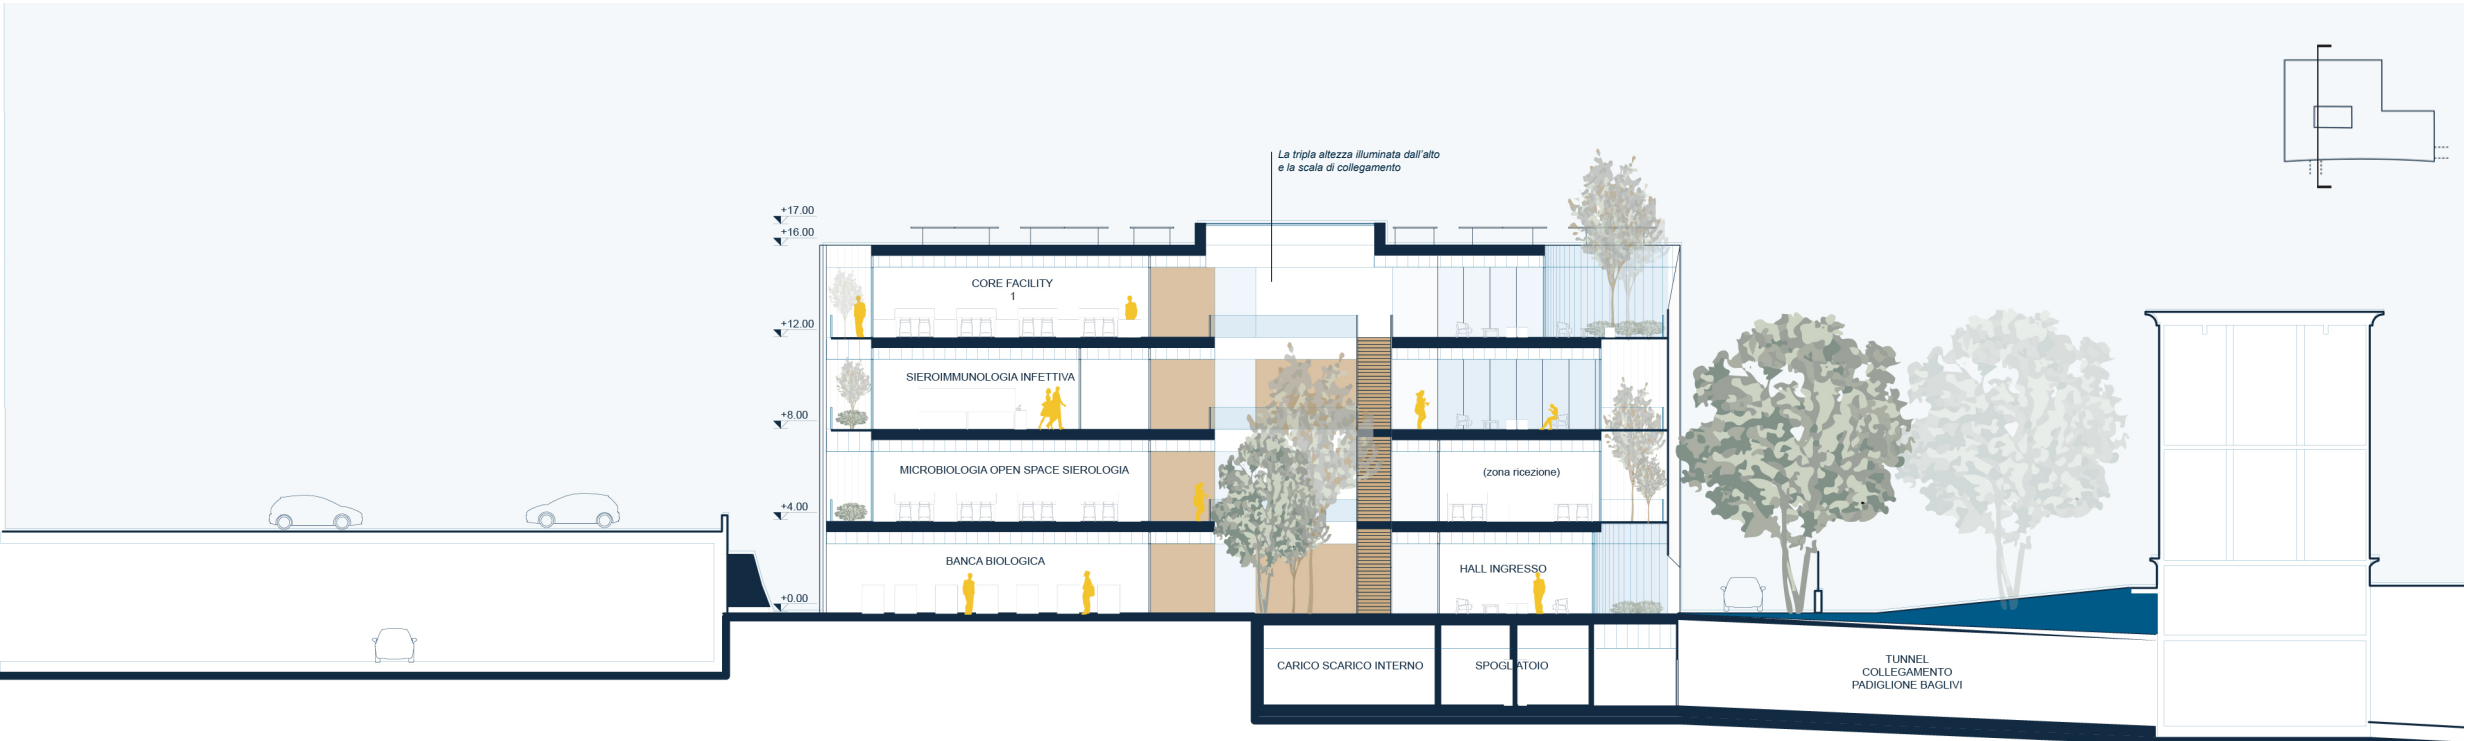 La tripla altezza illuminata dall'alto
e la scala di collegamento
+17.00
+16.00
+12.00
+8.00
+4.00
+0.00
CORE FACILITY
1
SIEROIMMUNOLOGIA INFETTIVA
MICROBIOLOGIA OPEN SPACE SIEROLOGIA
(zona ricezione)
BANCA BIOLOGICA
HALL INGRESSO
CARICO SCARICO INTERNO
SPOGLIATOIO
TUNNEL
COLLEGAMENTO
PADIGLIONE BAGLIVI